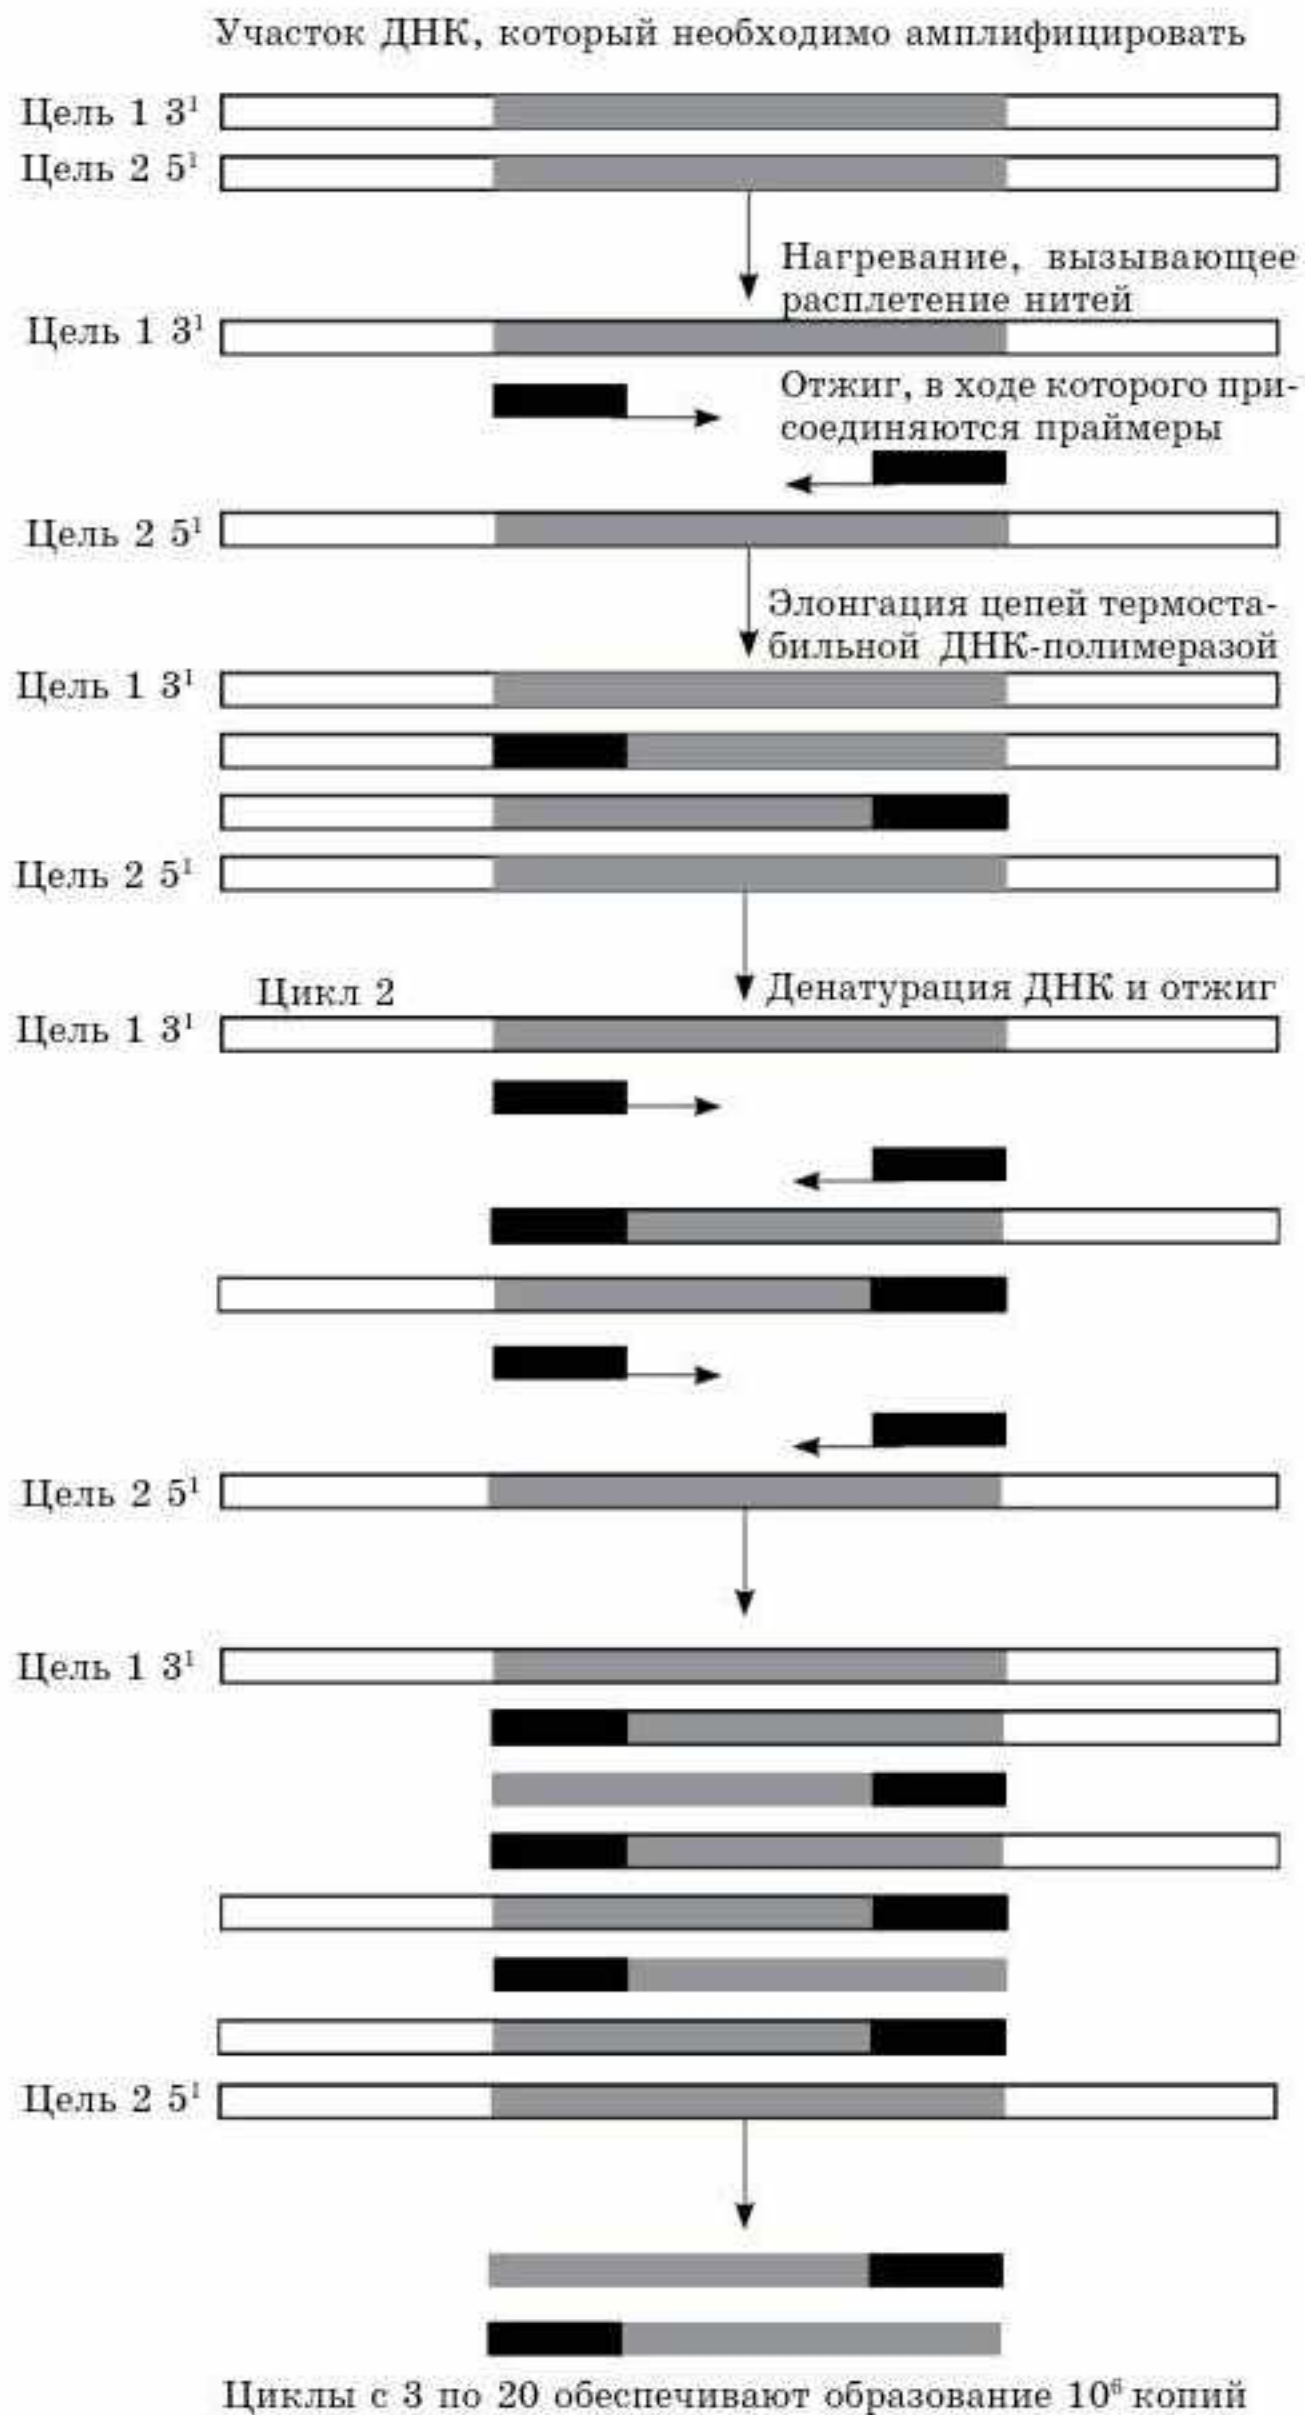 Участок ДНК, который необходимо амплифицировать
Цель 1 3¹
Цель 2 5¹
Нагревание, вызывающее
расплетение нитей
Цель 1 3¹
Отжиг, в ходе которого при-
соединяются праймеры
Цель 2 5¹
Элонгация цепей термоста-
бильной ДНК-полимеразой
Цель 1 3¹
Цель 2 5¹
Цикл 2
Денатурация ДНК и отжиг
Цель 1 3¹
Цель 2 5¹
Цель 1 3¹
Цель 2 5¹
Циклы с 3 по 20 обеспечивают образование 10⁶ копий